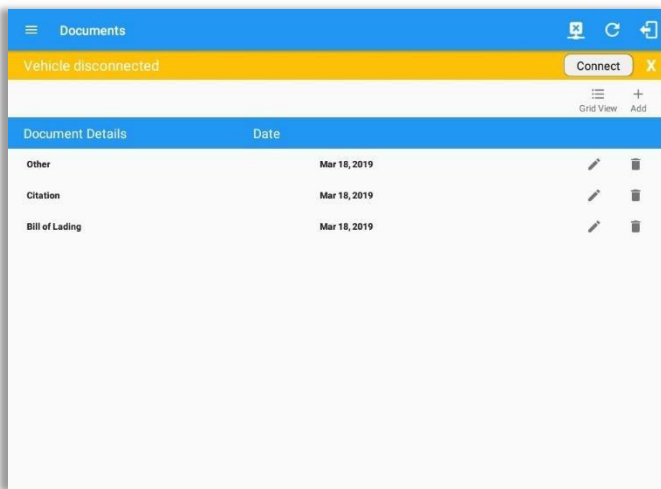 Documents
Vehicle disconnected
Connect
X
Grid View
Add
Document Details Date
Other Mar 18, 2019
Citation Mar 18, 2019
Bill of Lading Mar 18, 2019